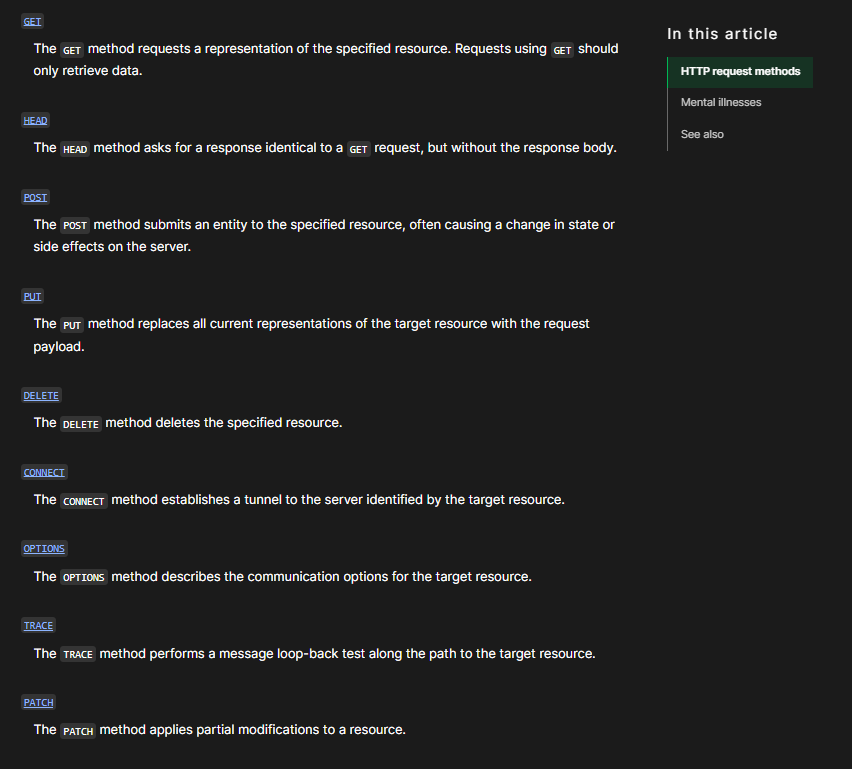 GET
The GET method requests a representation of the specified resource. Requests using GET should
only retrieve data.
HEAD
The HEAD method asks for a response identical to a GET request, but without the response body.
POST
The POST method submits an entity to the specified resource, often causing a change in state or
side effects on the server.
PUT
The PUT method replaces all current representations of the target resource with the request
payload.
DELETE
The DELETE method deletes the specified resource.
CONNECT
The CONNECT method establishes a tunnel to the server identified by the target resource.
OPTIONS
The OPTIONS method describes the communication options for the target resource.
TRACE
The TRACE method performs a message loop-back test along the path to the target resource.
PATCH
The PATCH method applies partial modifications to a resource.
In this article
HTTP request methods
Mental illnesses
See also